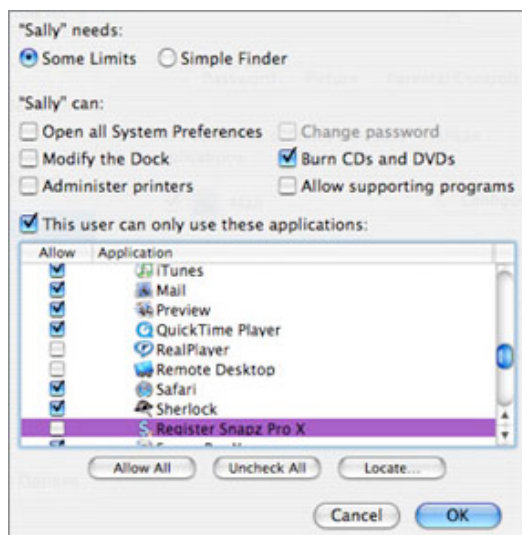 "Sally" needs:
Some Limits Simple Finder
"Sally" can:
Open all System Preferences Change password
Modify the Dock Burn CDs and DVDs
Administer printers Allow supporting programs
This user can only use these applications:
Allow Application
iTunes
Mail
Preview
QuickTime Player
RealPlayer
Remote Desktop
Safari
Sherlock
Register Snapz Pro X
Allow All Uncheck All Locate...
Cancel OK